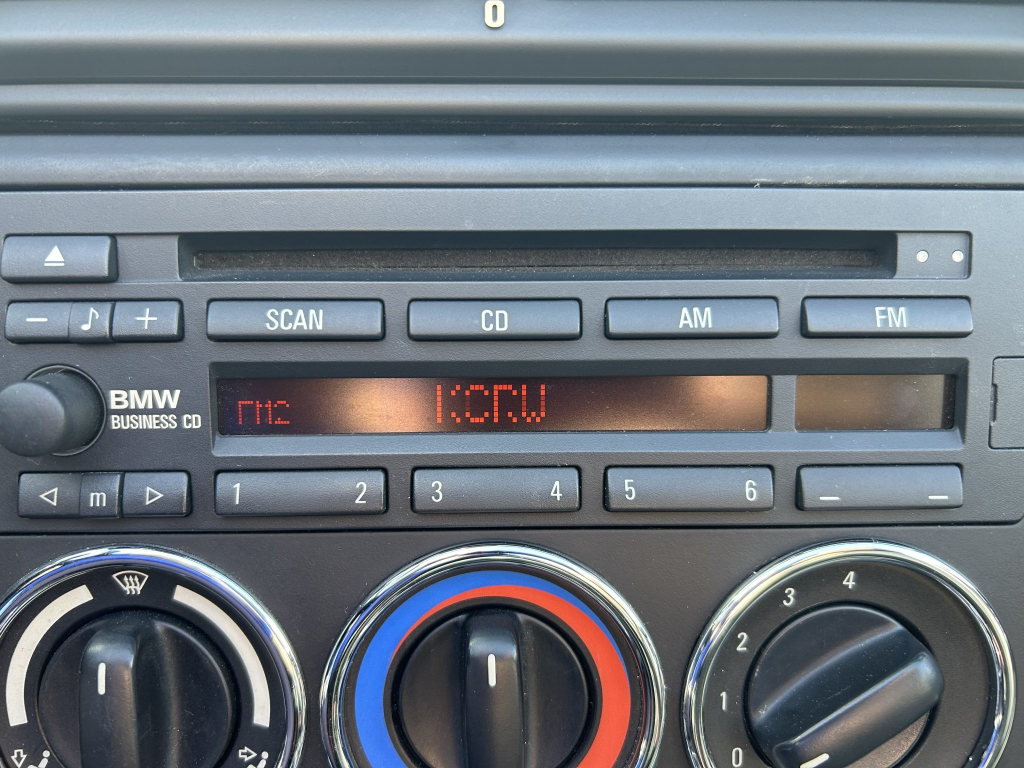 0
SCAN CD AM FM
BMW
BUSINESS CD
FM2 KCRW
m
1 2 3 4 5 6
0 1 2 3 4